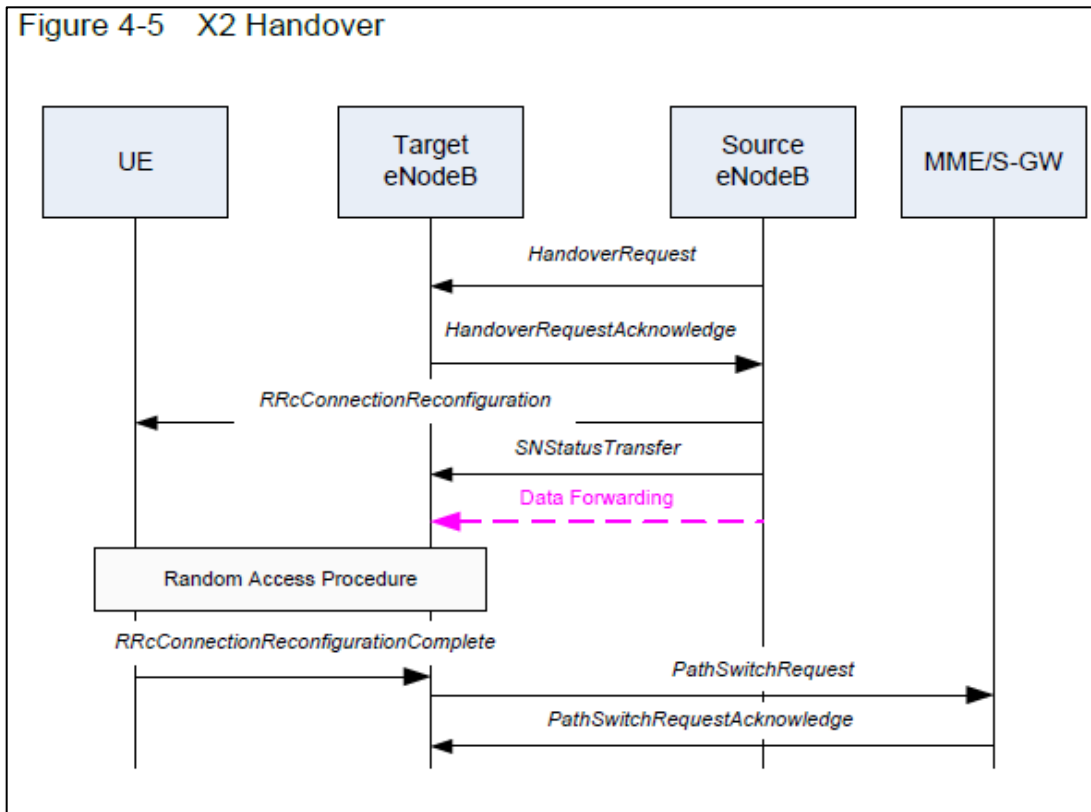 Figure 4-5 X2 Handover
UE
Target
eNodeB
Source
eNodeB
MME/S-GW
HandoverRequest
HandoverRequestAcknowledge
RRcConnectionReconfiguration
SNStatusTransfer
Data Forwarding
Random Access Procedure
RRcConnectionReconfigurationComplete
PathSwitchRequest
PathSwitchRequestAcknowledge